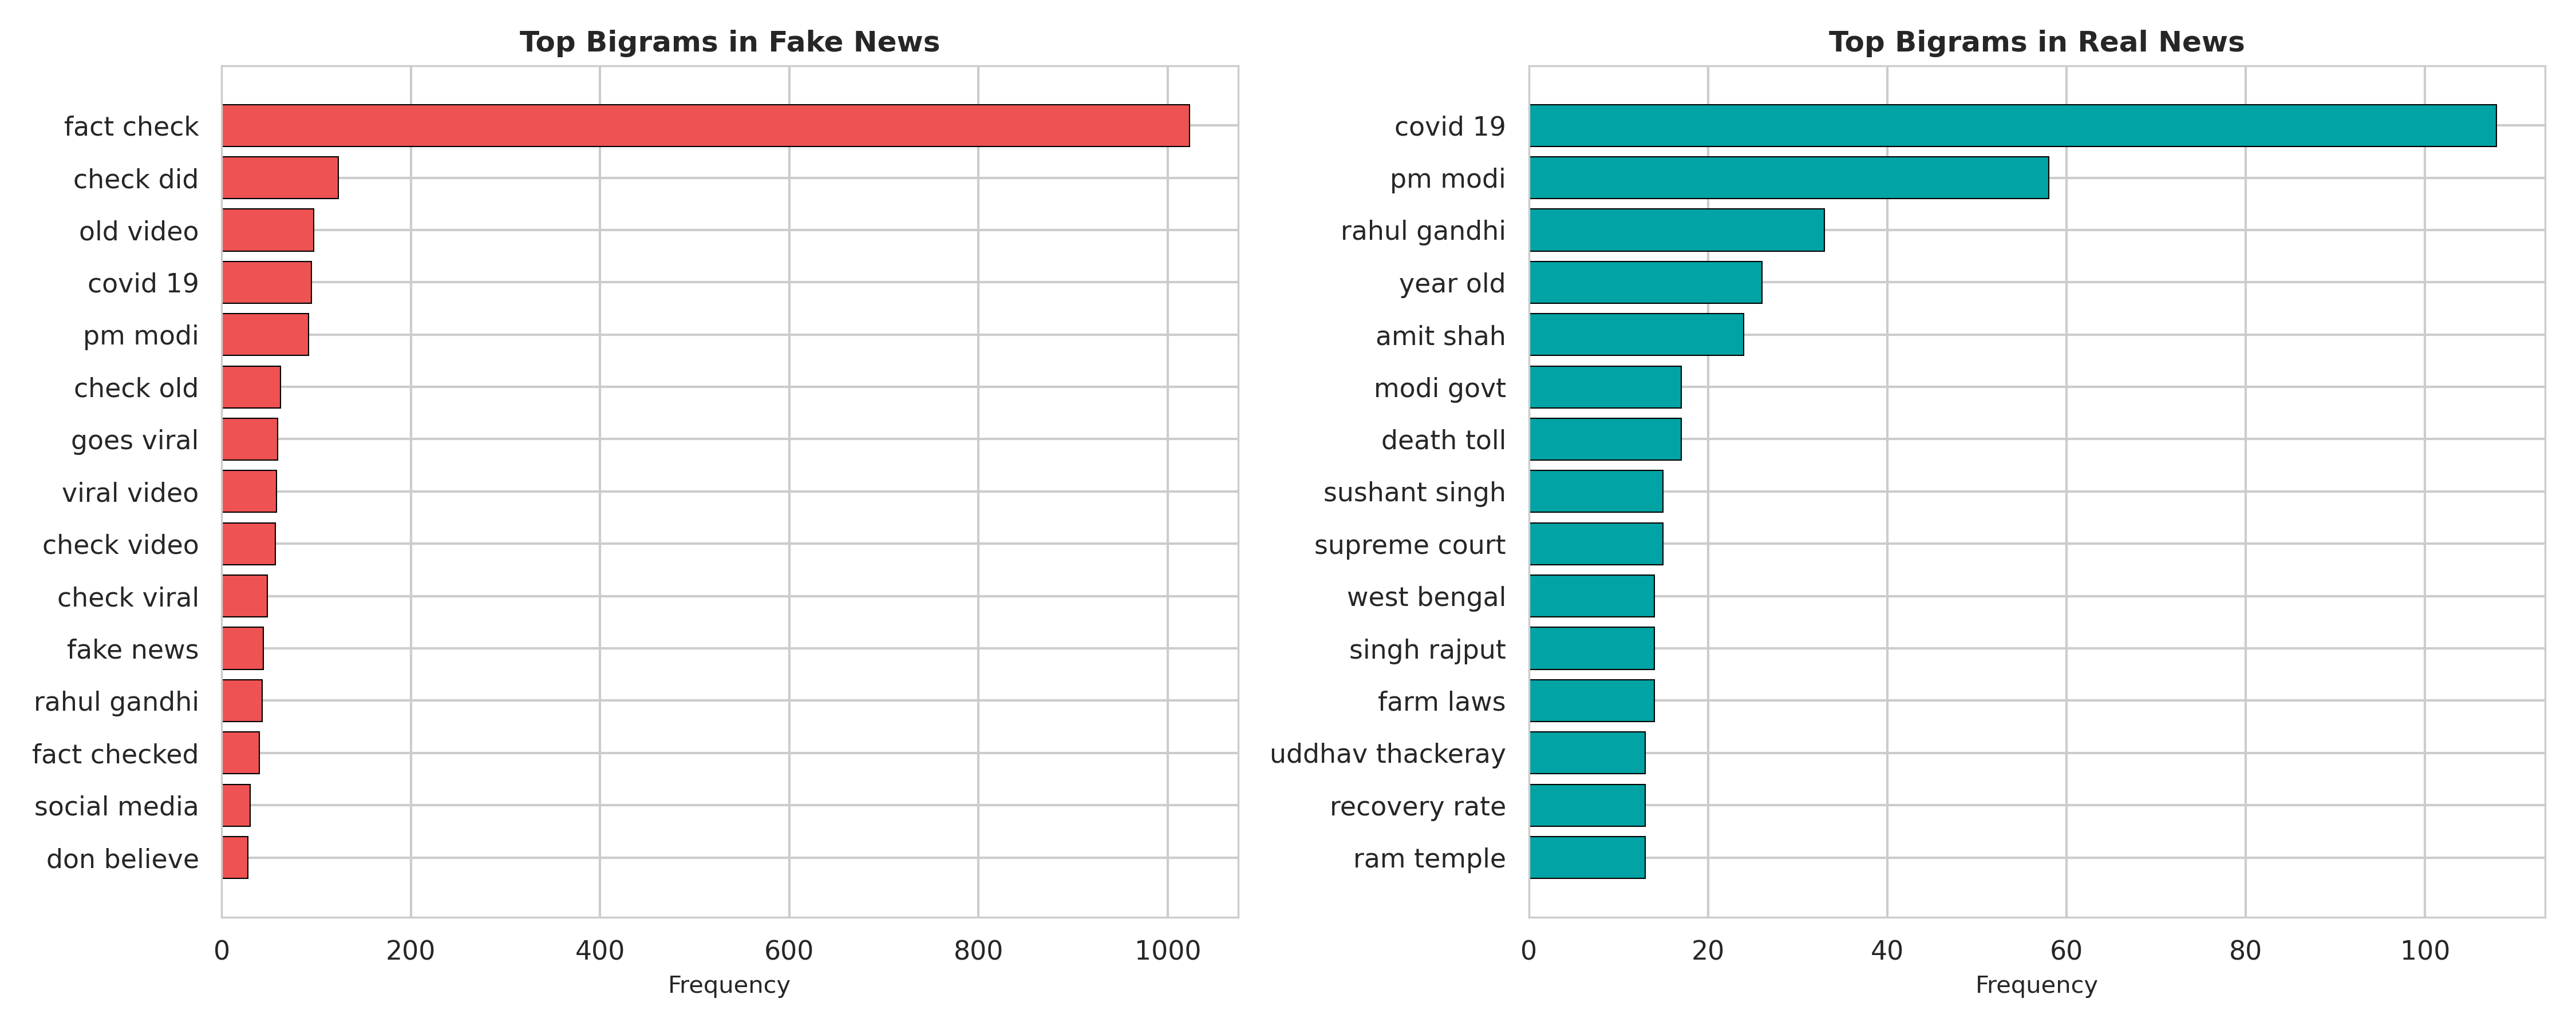 Top Bigrams in Fake News
fact check
check did
old video
covid 19
pm modi
check old
goes viral
viral video
check video
check viral
fake news
rahul gandhi
fact checked
social media
don believe
0 200 400 600 800 1000
Frequency
Top Bigrams in Real News
covid 19
pm modi
rahul gandhi
year old
amit shah
modi govt
death toll
sushant singh
supreme court
west bengal
singh rajput
farm laws
uddhav thackeray
recovery rate
ram temple
0 20 40 60 80 100
Frequency